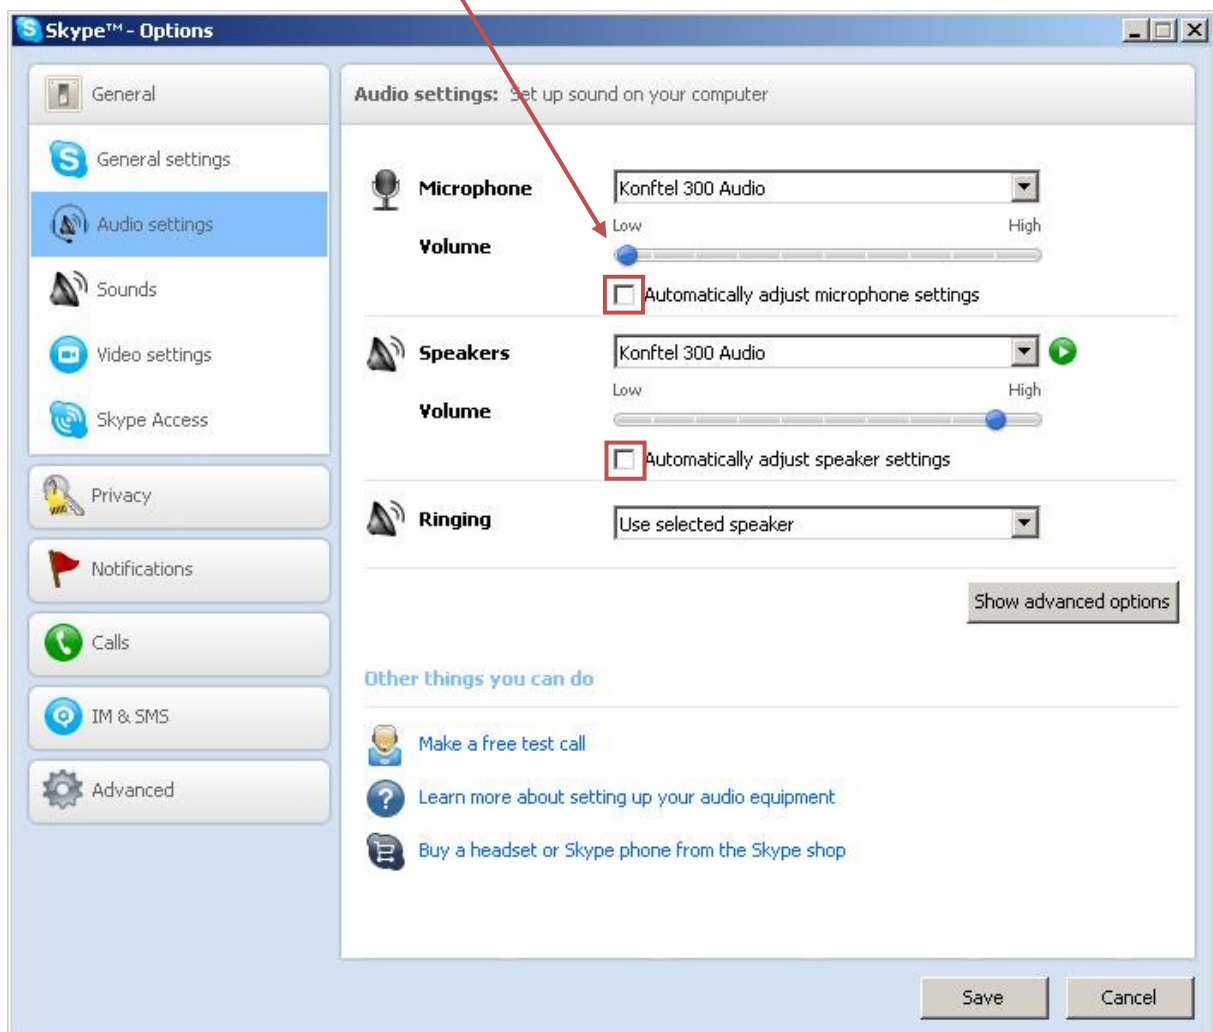 Skype™ - Options
General
General settings
Audio settings
Sounds
Video settings
Skype Access
Privacy
Notifications
Calls
IM & SMS
Advanced
Audio settings: Set up sound on your computer
Microphone
Konftel 300 Audio
Low High
Volume
Automatically adjust microphone settings
Speakers
Konftel 300 Audio
Low High
Volume
Automatically adjust speaker settings
Ringing
Use selected speaker
Show advanced options
Other things you can do
Make a free test call
Learn more about setting up your audio equipment
Buy a headset or Skype phone from the Skype shop
Save Cancel